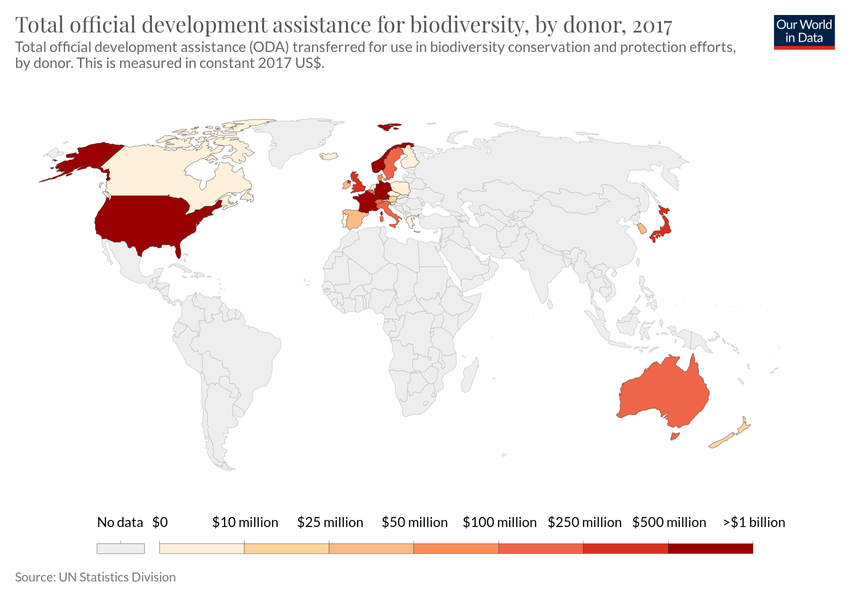 Total official development assistance for biodiversity, by donor, 2017
Our World
in Data
Total official development assistance (ODA) transferred for use in biodiversity conservation and protection efforts,
by donor. This is measured in constant 2017 US$.
No data $0 $10 million $25 million $50 million $100 million $250 million $500 million >$1 billion
Source: UN Statistics Division